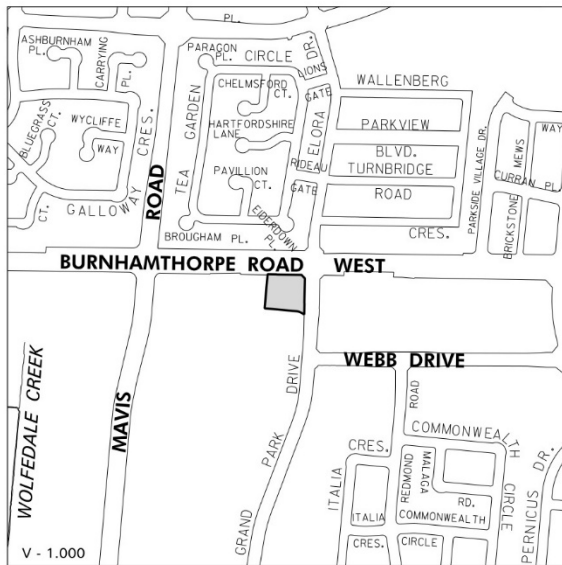 PL.
ASHBURNHAM
PL.
CARRYING
PL.
PARAGON
PL.
CIRCLE
DR.
LIONS
GATE
WALLENBERG
CHELMSFORD
CT.
BLUEGRASS
CT.
WYCLIFFE
WAY
CRES.
TEA GARDEN
HARTFORDSHIRE
LANE
ELORA
PARKVIEW
BLVD.
TURNBRIDGE
ROAD
CRES.
RIDEAU
GATE
PAVILLION
CT.
PARKSIDE VILLAGE DR.
MEWS
WAY
CURRAN PL.
BRICKSTONE
CT.
GALLOWAY
ROAD
BROUGHAM PL.
EIDERDOWN
PL.
BURNHAMTHORPE ROAD WEST
WEBB DRIVE
WOLFEDALE CREEK
MAVIS
GRAND PARK DRIVE
ROAD
COMMONWEALTH
CIRCLE
CRES.
ITALIA
REDMOND
MALAGA
RD.
COMMONWEALTH
CIRCLE
ITALIA
CRES.
DR.
PERNICUS
V - 1.000